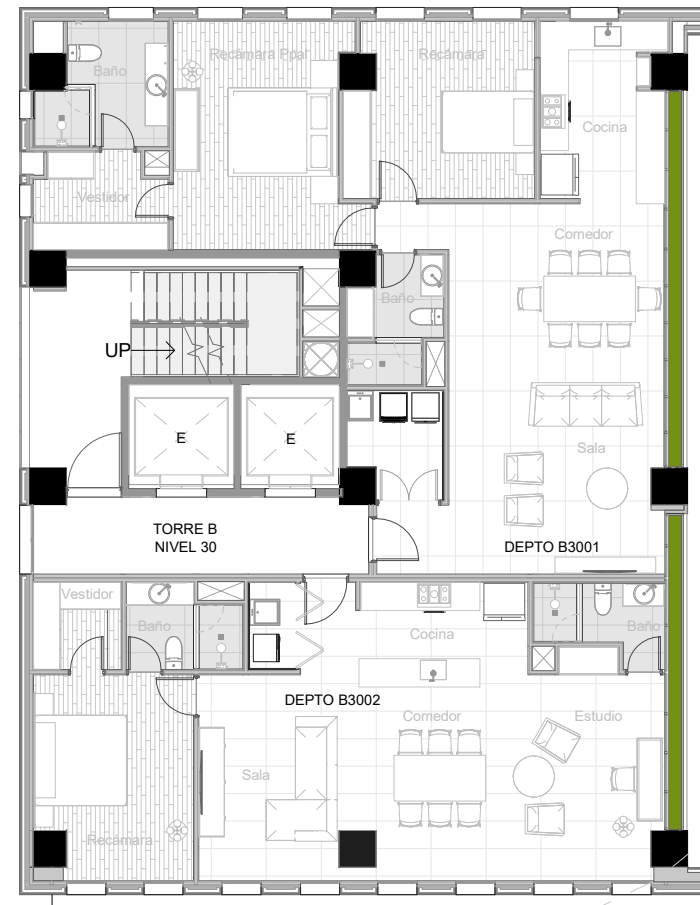 Baño
Recámara Ppal
Recámara
Cocina
Vestidor
Comedor
Baño
UP
E
E
Sala
TORRE B
NIVEL 30
DEPTO B3001
Vestidor
Baño
Cocina
Baño
DEPTO B3002
Comedor
Estudio
Sala
Recámara